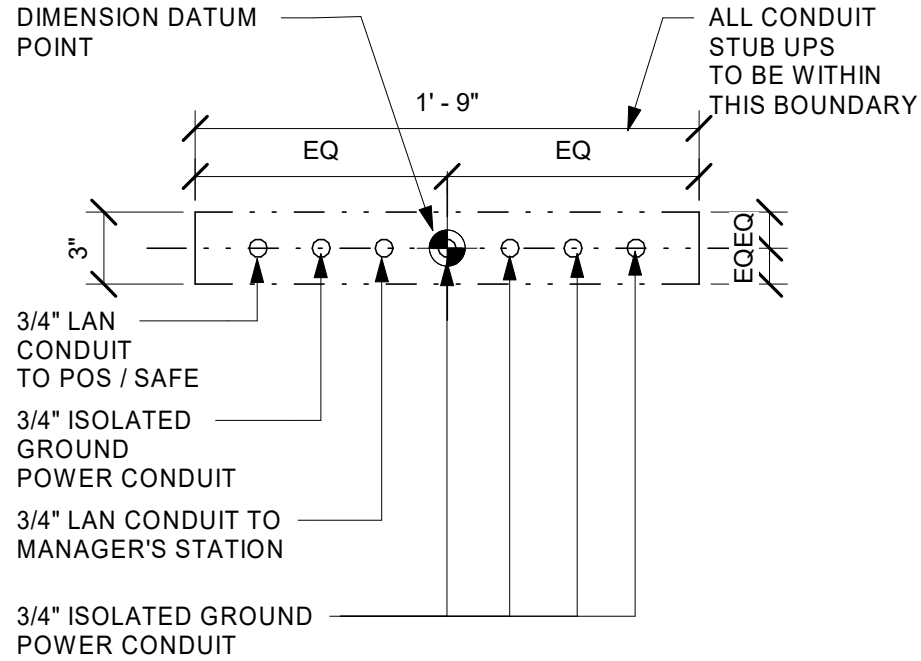 DIMENSION DATUM
POINT
ALL CONDUIT
STUB UPS
TO BE WITHIN
THIS BOUNDARY
1' - 9"
EQ
EQ
3"
EQ
EQ
3/4" LAN
CONDUIT
TO POS / SAFE
3/4" ISOLATED
GROUND
POWER CONDUIT
3/4" LAN CONDUIT TO
MANAGER'S STATION
3/4" ISOLATED GROUND
POWER CONDUIT